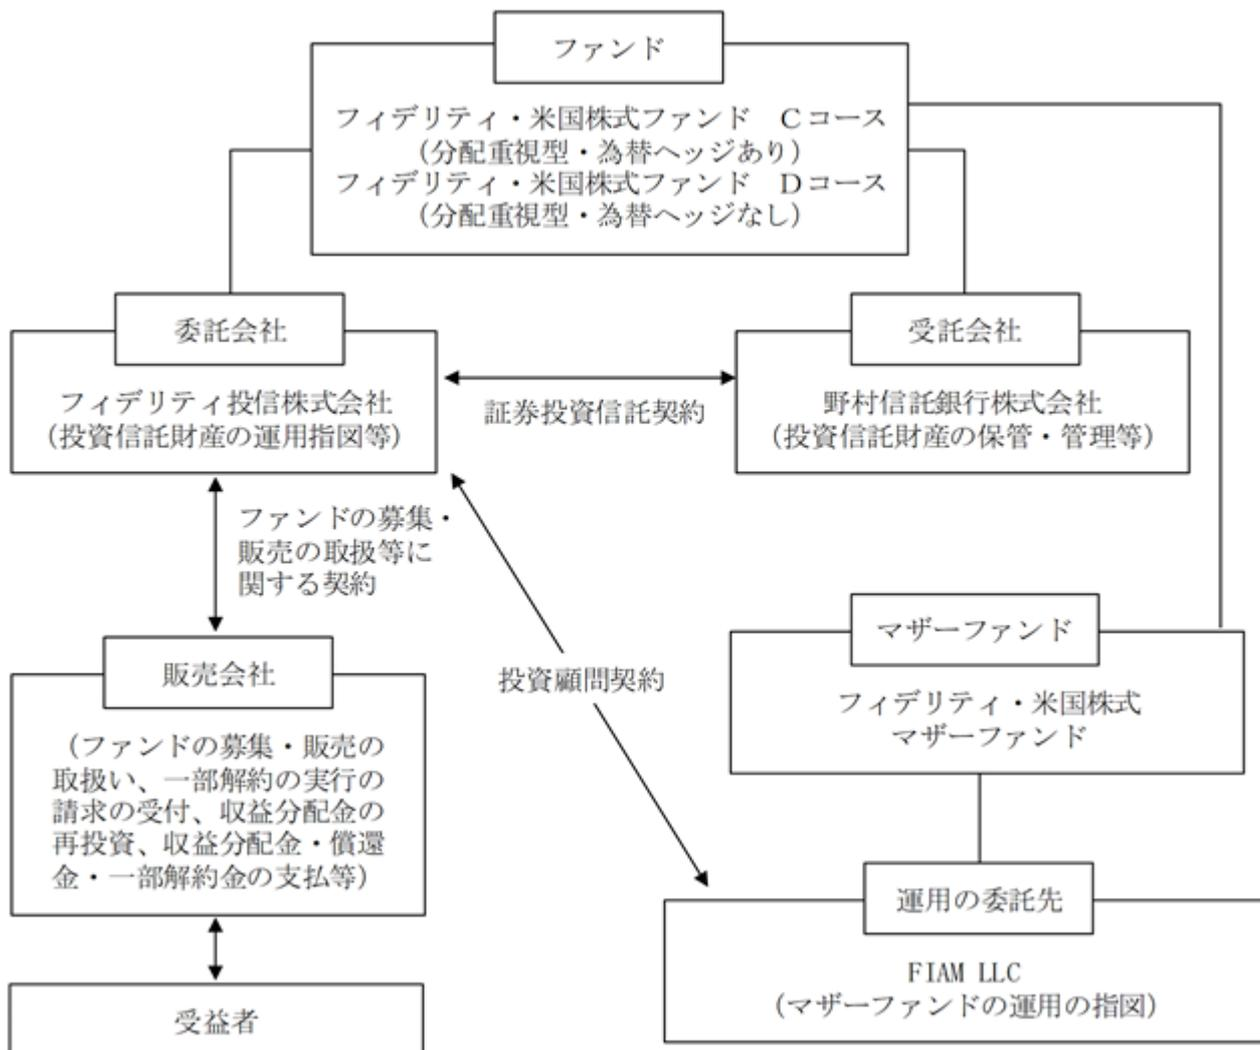 ファンド
フィデリティ・米国株式ファンド　Cコース
(分配重視型・為替ヘッジあり)
フィデリティ・米国株式ファンド　Dコース
(分配重視型・為替ヘッジなし)
委託会社
フィデリティ投信株式会社
(投資信託財産の運用指図等)
証券投資信託契約
受託会社
野村信託銀行株式会社
(投資信託財産の保管・管理等)
ファンドの募集・
販売の取扱等に
関する契約
投資顧問契約
マザーファンド
フィデリティ・米国株式
マザーファンド
販売会社
(ファンドの募集・販売の
取扱い、一部解約の実行の
請求の受付、収益分配金の
再投資、収益分配金・償還
金・一部解約金の支払等)
運用の委託先
FIAM LLC
(マザーファンドの運用の指図)
受益者